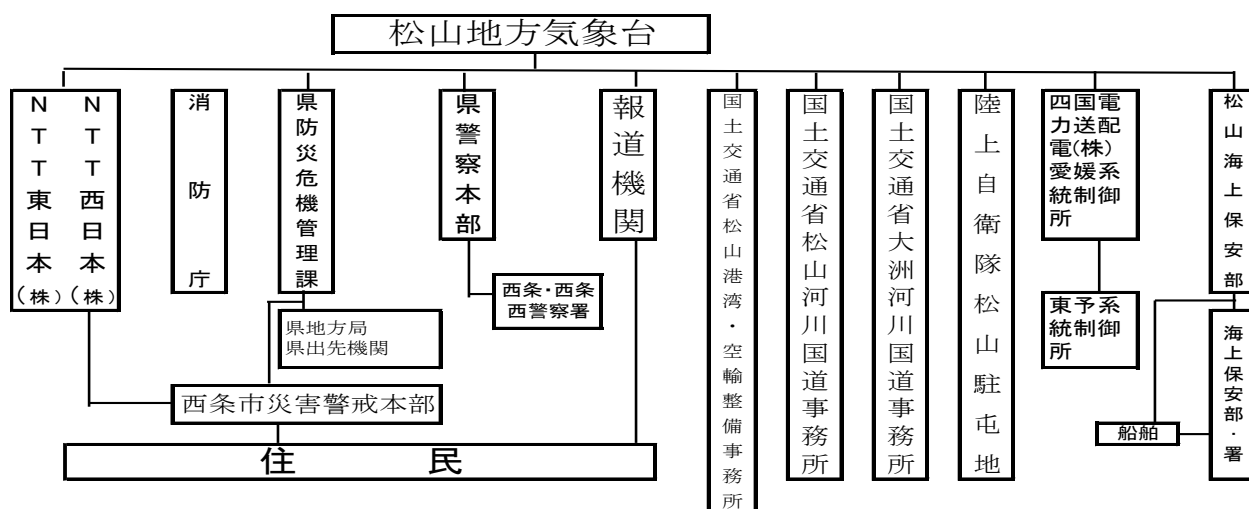 松山地方気象台
NTT東日本(株)
NTT西日本(株)
消防庁
県防災危機管理課
県警察本部
報道機関
国土交通省松山港湾・空輸整備事務所
国土交通省松山河川国道事務所
国土交通省大洲河川国道事務所
陸上自衛隊松山駐屯地
四国電
力送配
電(株)
愛媛系
統制御
所
松山海上保安部
西条・西条
西警察署
県地方局
県出先機関
東予系
統制御
所
海上保安部・署
西条市災害警戒本部
船舶
住民